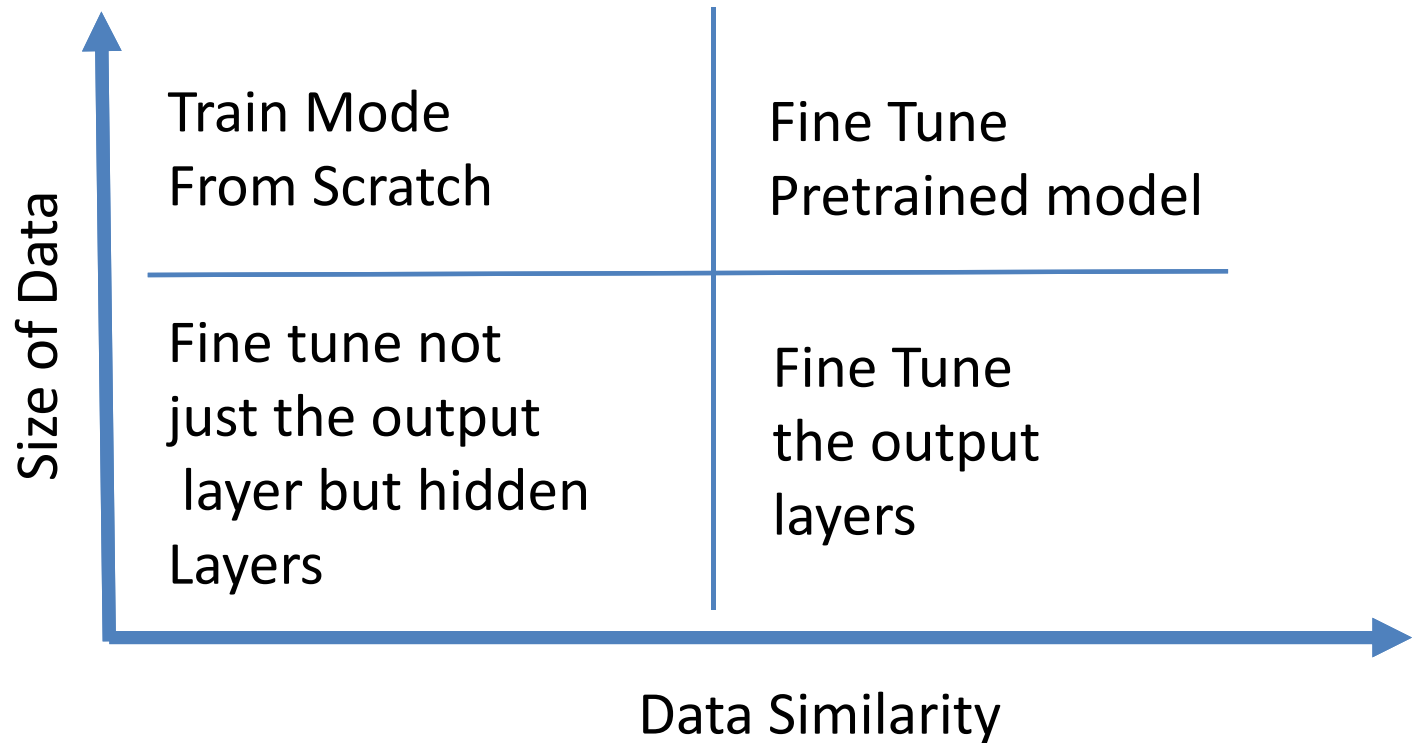 Train Mode
From Scratch
Fine Tune
Pretrained model
Size of Data
Fine tune not
just the output
layer but hidden
Layers
Fine Tune
the output
layers
Data Similarity